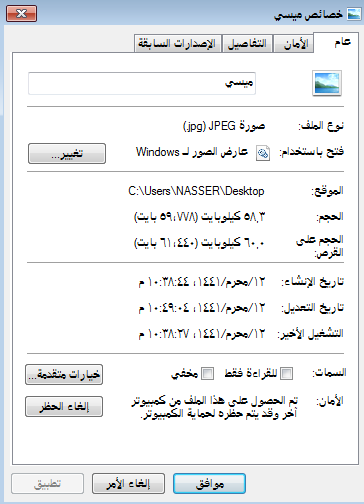 خصائص ميسي
عام
الأمان
التفاصيل
الإصدارات السابقة
ميسي
نوع الملف: صورة JPEG (.jpg)
فتح باستخدام: عارض الصور لـ Windows تغيير...
الموقع: C:\Users\NASSER\Desktop
الحجم: ٥٨,٣ كيلوبايت (٥٩,٧٧٨ بايت)
الحجم على القرص: ٦٠,٠ كيلوبايت (٦١,٤٤٠ بايت)
تاريخ الإنشاء: ١٢/محرم/١٤٤١, ١٠:٣٨:٤٤ م
تاريخ التعديل: ١٢/محرم/١٤٤١, ١٠:٤٩:٠٤ م
التشغيل الأخير: ١٢/محرم/١٤٤١, ١٠:٣٨:٢٧ م
السمات: للقراءة فقط مخفي خيارات متقدمة...
الأمان: تم الحصول على هذا الملف من كمبيوتر
آخر وقد يتم حظره لحماية الكمبيوتر.
إلغاء الحظر
موافق
إلغاء الأمر
تطبيق